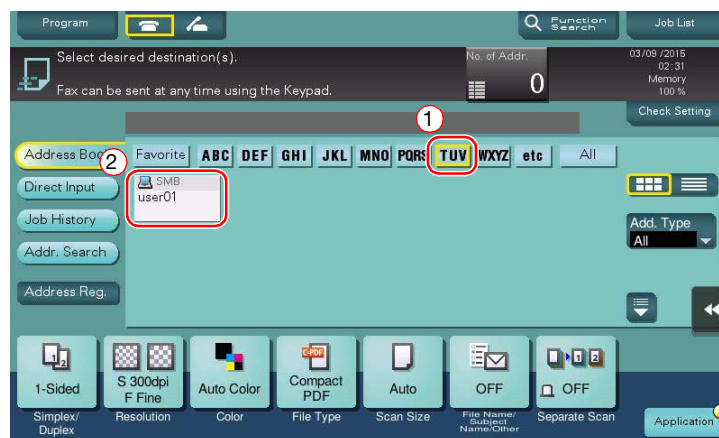 Program
Function Search
Job List
Select desired destination(s).
No. of Addr.
03/09 /2015
02:31
Fax can be sent at any time using the Keypad.
0
Memory
100 %
1
Check Setting
Address Boo
2
Favorite ABC DEF GHI JKL MNO PQRS TUV WXYZ etc All
Direct Input
SMB
user01
Job History
Add. Type
All
Addr. Search
Address Reg.
1-Sided
S 300dpi
F Fine
Auto Color
Compact
PDF
Auto
OFF
OFF
Simplex/
Duplex
Resolution
Color
File Type
Scan Size
File Name/
Subject
Name/Other
Separate Scan
Application